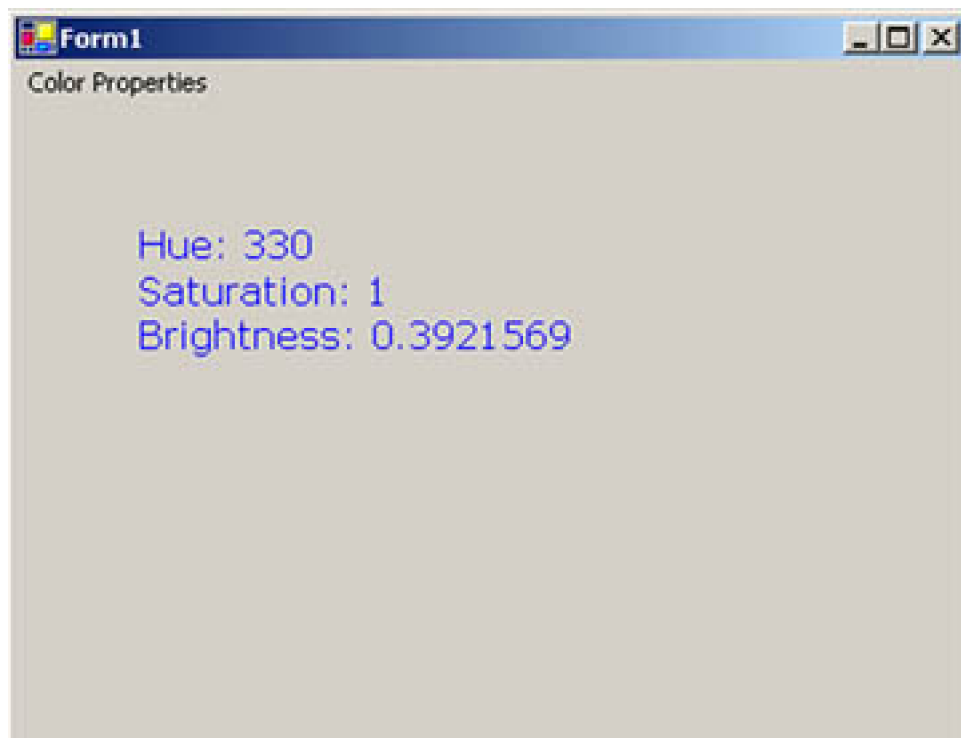 Form1
Color Properties
Hue: 330
Saturation: 1
Brightness: 0.3921569